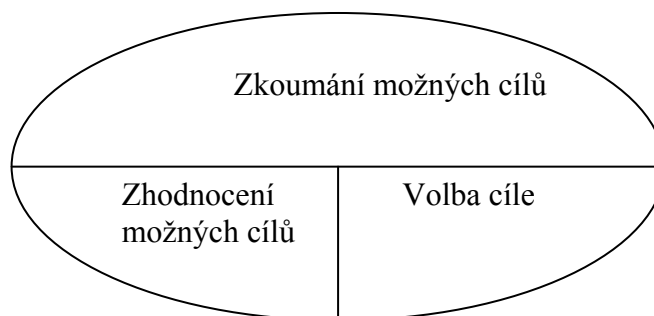 Zkoumání možných cílů
Zhodnocení
možných cílů
Volba cíle